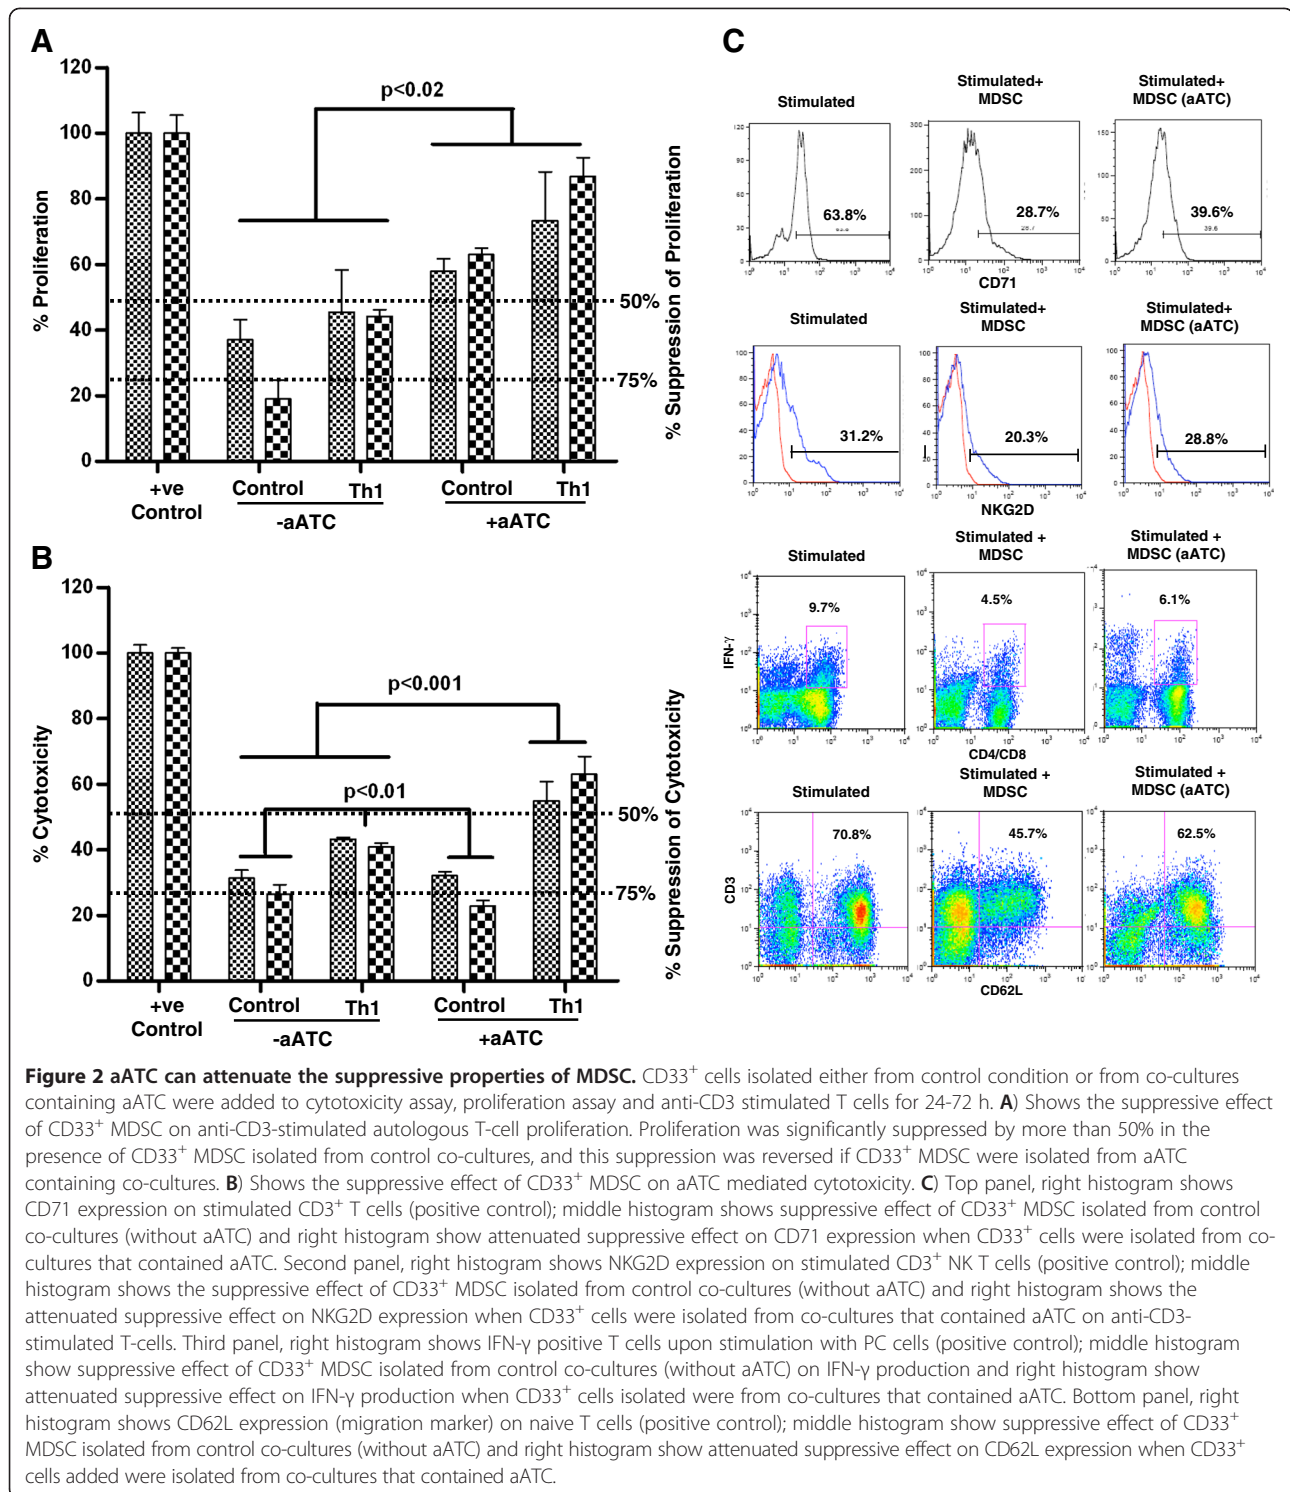 A
120
100
80
60
40
20
0
% Proliferation
p<0.02
50%
75%
% Suppression of Proliferation
+ve Control
Control
Th1
Control
Th1
-aATC
+aATC
B
120
100
80
60
40
20
0
% Cytotoxicity
p<0.001
p<0.01
50%
75%
% Suppression of Cytotoxicity
+ve Control
Control
Th1
Control
Th1
-aATC
+aATC
C
Stimulated
Stimulated+
MDSC
Stimulated+
MDSC (aATC)
63.8%
28.7%
28.7
39.6%
39.6
CD71
Stimulated
Stimulated+
MDSC
Stimulated+
MDSC (aATC)
31.2%
20.3%
28.8%
NKG2D
Stimulated
Stimulated +
MDSC
Stimulated +
MDSC (aATC)
9.7%
4.5%
6.1%
IFN-γ
CD4/CD8
Stimulated
Stimulated +
MDSC
Stimulated +
MDSC (aATC)
70.8%
45.7%
62.5%
CD3
CD62L
Figure 2 aATC can attenuate the suppressive properties of MDSC. CD33+ cells isolated either from control condition or from co-cultures
containing aATC were added to cytotoxicity assay, proliferation assay and anti-CD3 stimulated T cells for 24-72 h. A) Shows the suppressive effect
of CD33+ MDSC on anti-CD3-stimulated autologous T-cell proliferation. Proliferation was significantly suppressed by more than 50% in the
presence of CD33+ MDSC isolated from control co-cultures, and this suppression was reversed if CD33+ MDSC were isolated from aATC
containing co-cultures. B) Shows the suppressive effect of CD33+ MDSC on aATC mediated cytotoxicity. C) Top panel, right histogram shows
CD71 expression on stimulated CD3+ T cells (positive control); middle histogram shows suppressive effect of CD33+ MDSC isolated from control
co-cultures (without aATC) and right histogram show attenuated suppressive effect on CD71 expression when CD33+ cells were isolated from co-
cultures that contained aATC. Second panel, right histogram shows NKG2D expression on stimulated CD3+ NK T cells (positive control); middle
histogram shows the suppressive effect of CD33+ MDSC isolated from control co-cultures (without aATC) and right histogram shows the
attenuated suppressive effect on NKG2D expression when CD33+ cells were isolated from co-cultures that contained aATC on anti-CD3-
stimulated T-cells. Third panel, right histogram shows IFN-γ positive T cells upon stimulation with PC cells (positive control); middle histogram
show suppressive effect of CD33+ MDSC isolated from control co-cultures (without aATC) on IFN-γ production and right histogram show
attenuated suppressive effect on IFN-γ production when CD33+ cells isolated were from co-cultures that contained aATC. Bottom panel, right
histogram shows CD62L expression (migration marker) on naive T cells (positive control); middle histogram show suppressive effect of CD33+
MDSC isolated from control co-cultures (without aATC) and right histogram show attenuated suppressive effect on CD62L expression when CD33+
cells added were isolated from co-cultures that contained aATC.